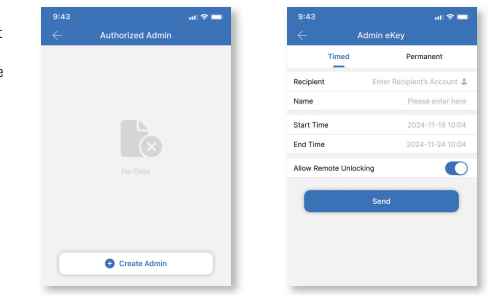 t
e
9:43
Authorized Admin
No Data
Create Admin
9:43
Admin eKey
Timed Permanent
Recipient Enter Recipient's Account
Name Please enter here
Start Time 2024-11-19 10:04
End Time 2024-11-24 10:04
Allow Remote Unlocking
Send